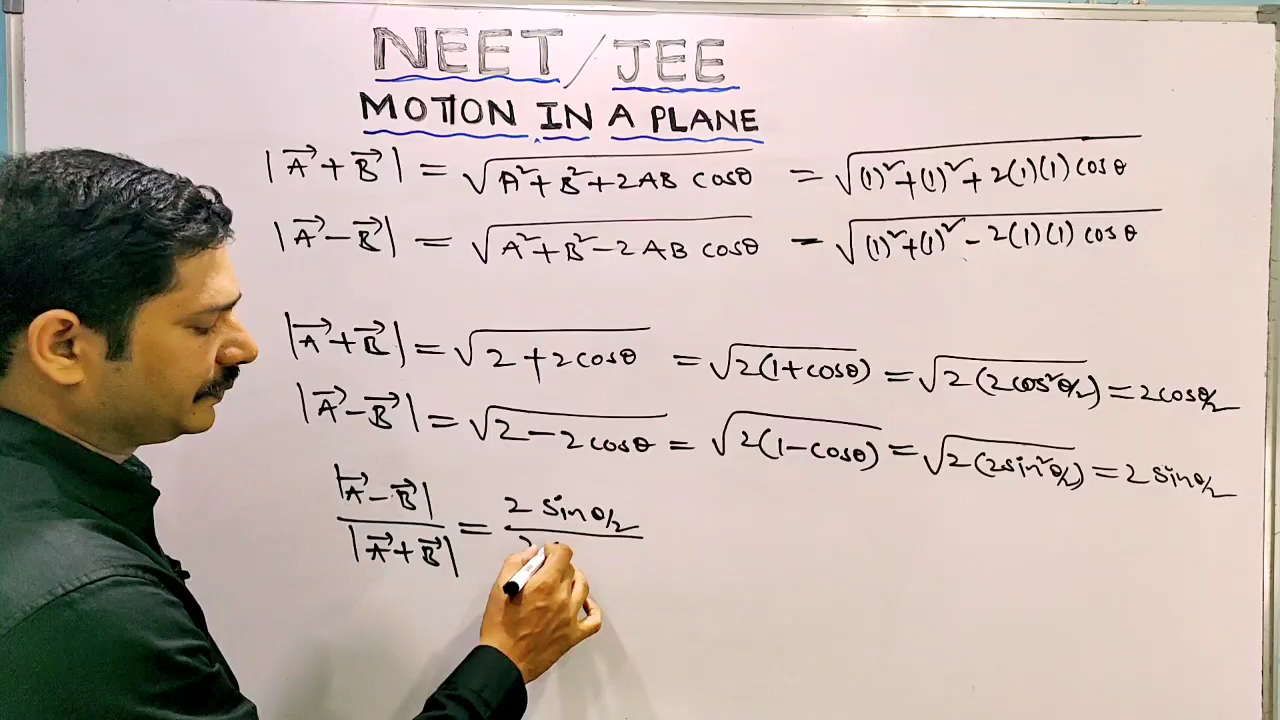 NEET/JEE
MOTION IN A PLANE
|A⃗ + B⃗| = √(A² + B² + 2AB cosθ) = √((1)² + (1)² + 2(1)(1) cosθ)
|A⃗ − B⃗| = √(A² + B² − 2AB cosθ) = √((1)² + (1)² − 2(1)(1) cosθ)
|A⃗ + B⃗| = √(2 + 2cosθ) = √(2(1+cosθ)) = √(2(2cos²θ/2)) = 2cosθ/2
|A⃗ − B⃗| = √(2 − 2cosθ) = √(2(1−cosθ)) = √(2(2sin²θ/2)) = 2sinθ/2
|A⃗ − B⃗| / |A⃗ + B⃗| = 2 sinθ/2 /